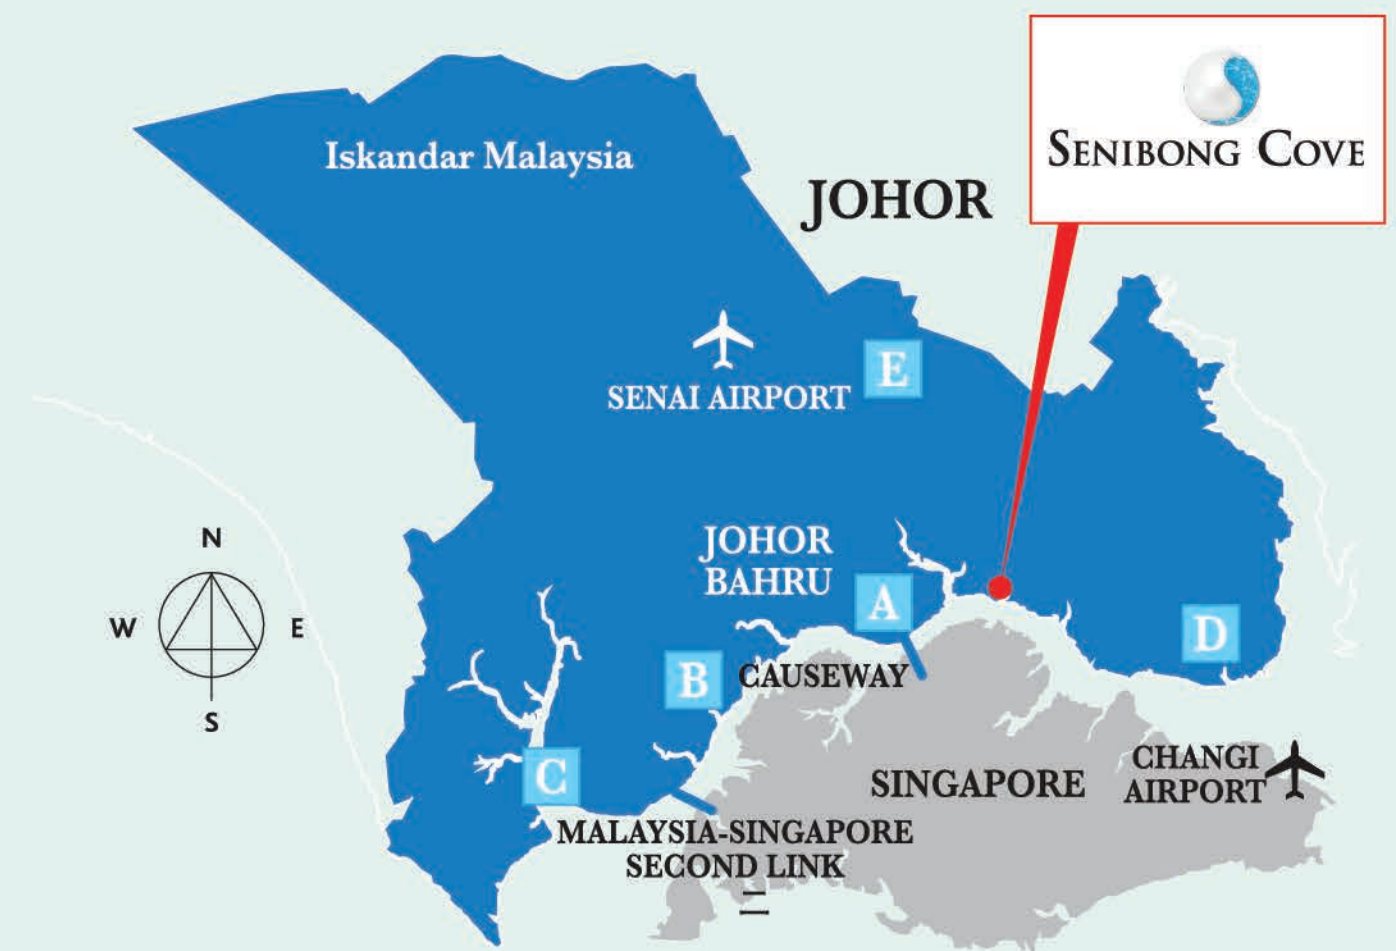 SENIBONG COVE
Iskandar Malaysia
JOHOR
E
SENAI AIRPORT
JOHOR
BAHRU
N
W
E
S
A
D
B
CAUSEWAY
C
SINGAPORE
CHANGI
AIRPORT
MALAYSIA-SINGAPORE
SECOND LINK